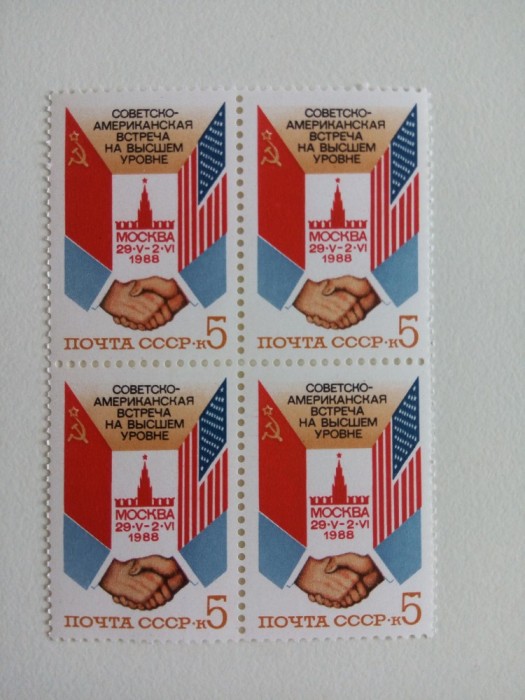 СОВЕТСКО-
АМЕРИКАНСКАЯ
ВСТРЕЧА
НА ВЫСШЕМ
УРОВНЕ
МОСКВА
29·V–2·VI
1988
ПОЧТА СССР·к5
СОВЕТСКО-
АМЕРИКАНСКАЯ
ВСТРЕЧА
НА ВЫСШЕМ
УРОВНЕ
МОСКВА
29·V–2·VI
1988
ПОЧТА СССР·к5
СОВЕТСКО-
АМЕРИКАНСКАЯ
ВСТРЕЧА
НА ВЫСШЕМ
УРОВНЕ
МОСКВА
29·V–2·VI
1988
ПОЧТА СССР·к5
СОВЕТСКО-
АМЕРИКАНСКАЯ
ВСТРЕЧА
НА ВЫСШЕМ
УРОВНЕ
МОСКВА
29·V–2·VI
1988
ПОЧТА СССР·к5